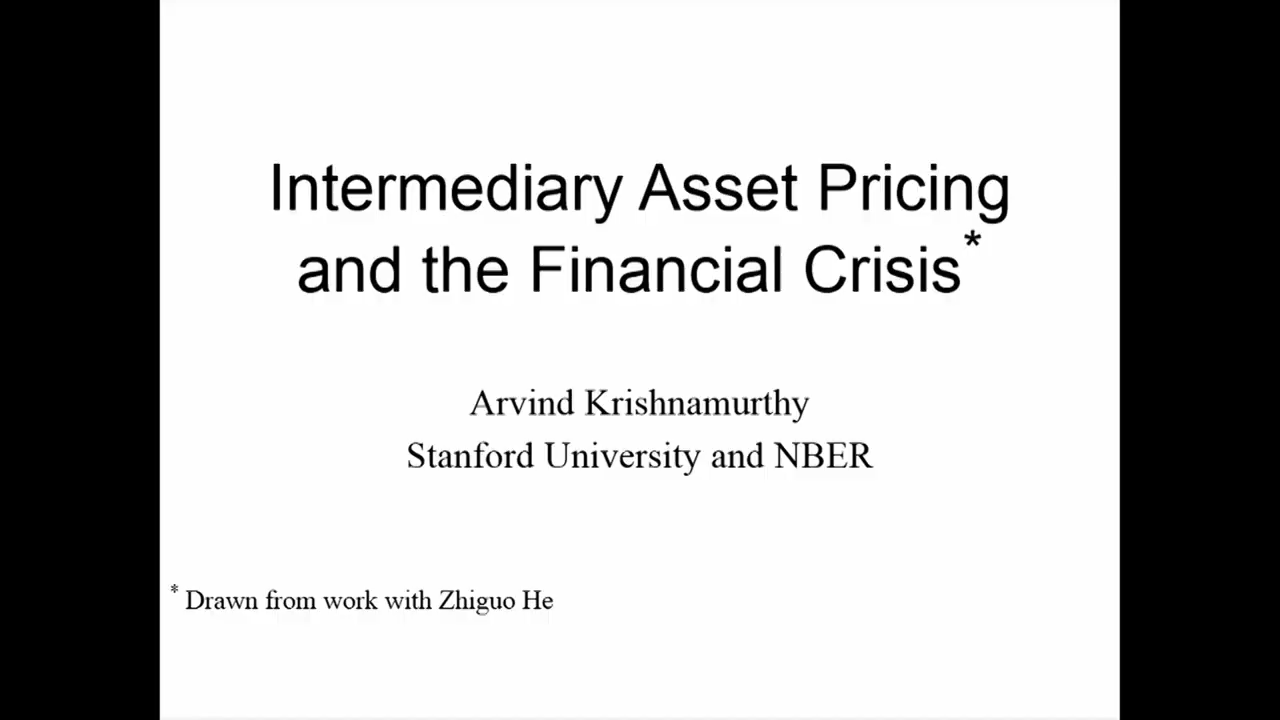 Intermediary Asset Pricing
and the Financial Crisis*
Arvind Krishnamurthy
Stanford University and NBER
* Drawn from work with Zhiguo He